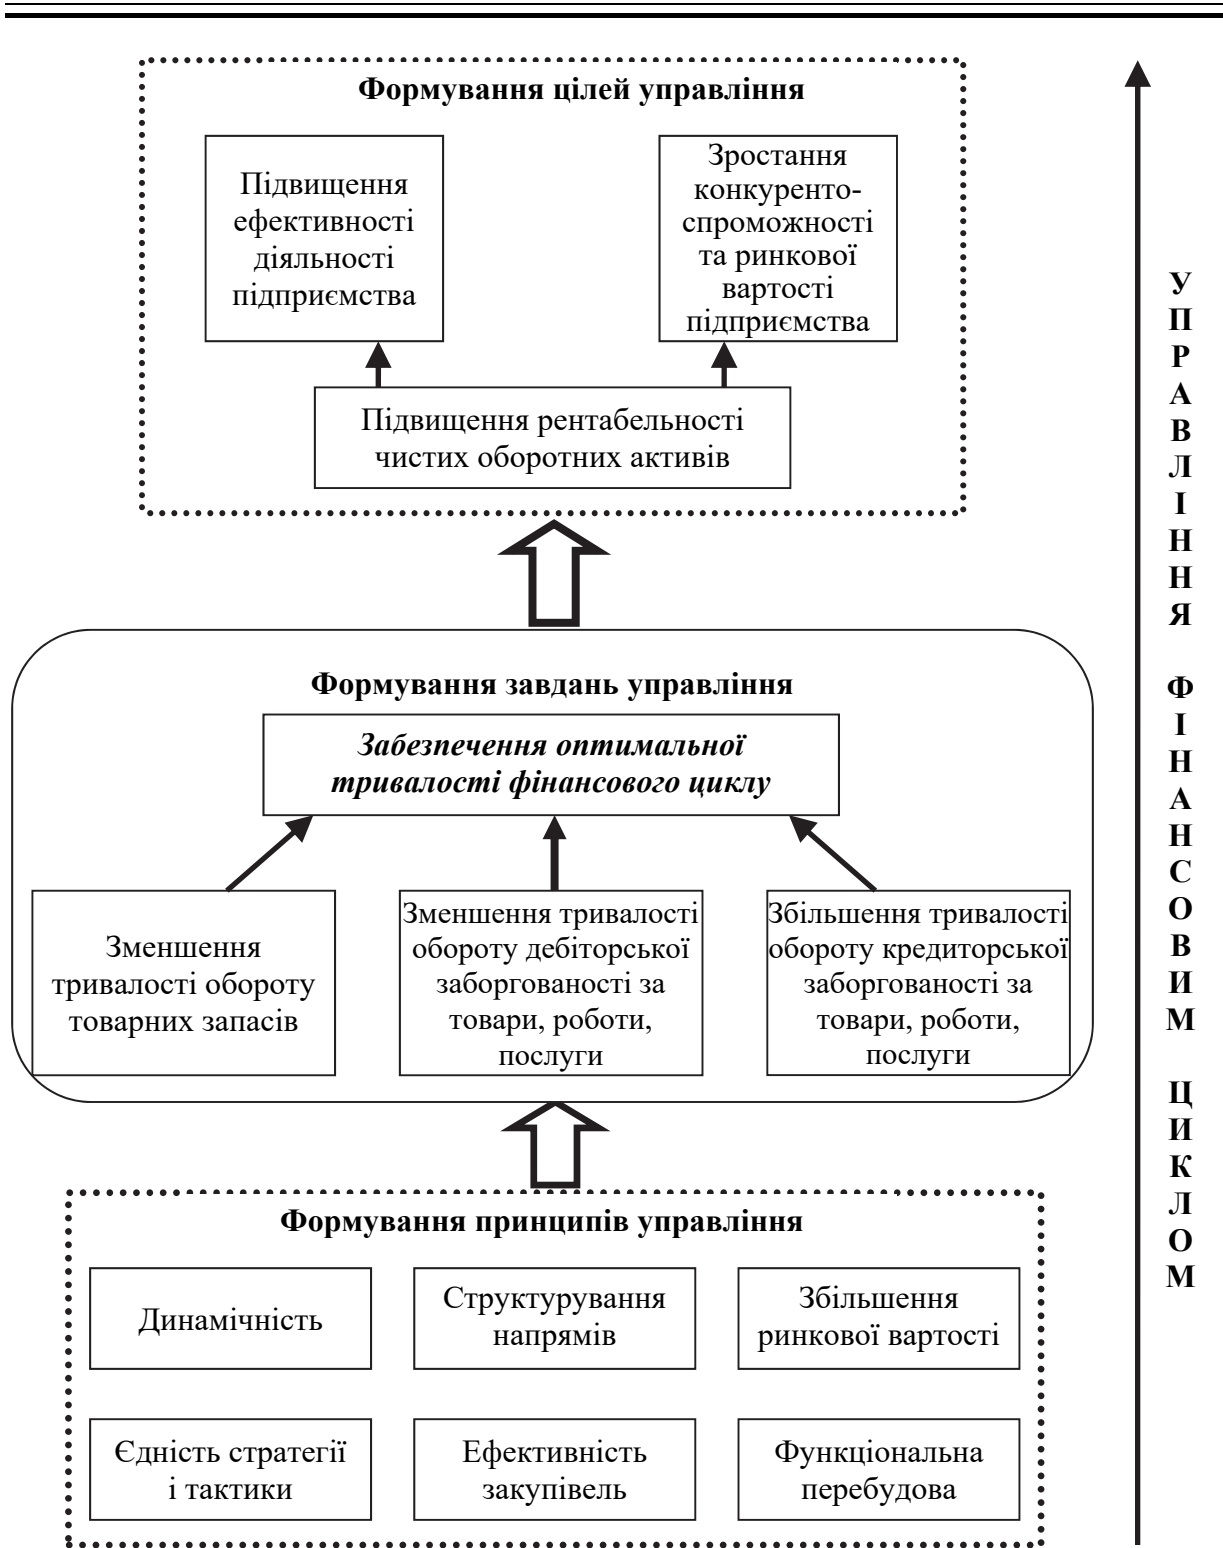 Формування цілей управління
Підвищення
ефективності
діяльності
підприємства
Зростання
конкуренто-
спроможності
та ринкової
вартості
підприємства
Підвищення рентабельності
чистих оборотних активів
Формування завдань управління
Забезпечення оптимальної
тривалості фінансового циклу
Зменшення
тривалості обороту
товарних запасів
Зменшення тривалості
обороту дебіторської
заборгованості за
товари, роботи,
послуги
Збільшення тривалості
обороту кредиторської
заборгованості за
товари, роботи,
послуги
Формування принципів управління
Динамічність
Структурування
напрямів
Збільшення
ринкової вартості
Єдність стратегії
і тактики
Ефективність
закупівель
Функціональна
перебудова
УПРАВЛІННЯ ФІНАНСОВИМ ЦИКЛОМ